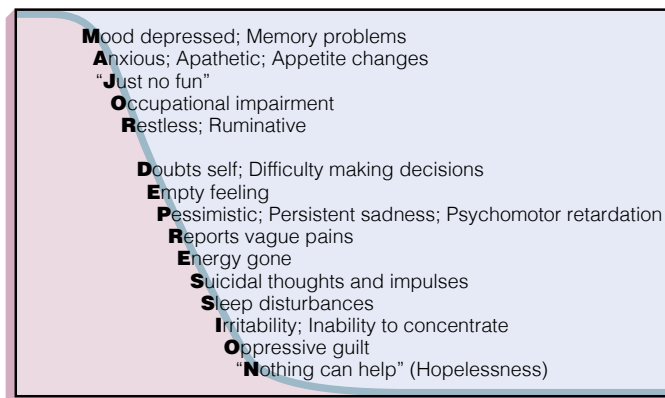 Mood depressed; Memory problems
Anxious; Apathetic; Appetite changes
“Just no fun”
Occupational impairment
Restless; Ruminative
Doubts self; Difficulty making decisions
Empty feeling
Pessimistic; Persistent sadness; Psychomotor retardation
Reports vague pains
Energy gone
Suicidal thoughts and impulses
Sleep disturbances
Irritability; Inability to concentrate
Oppressive guilt
“Nothing can help” (Hopelessness)